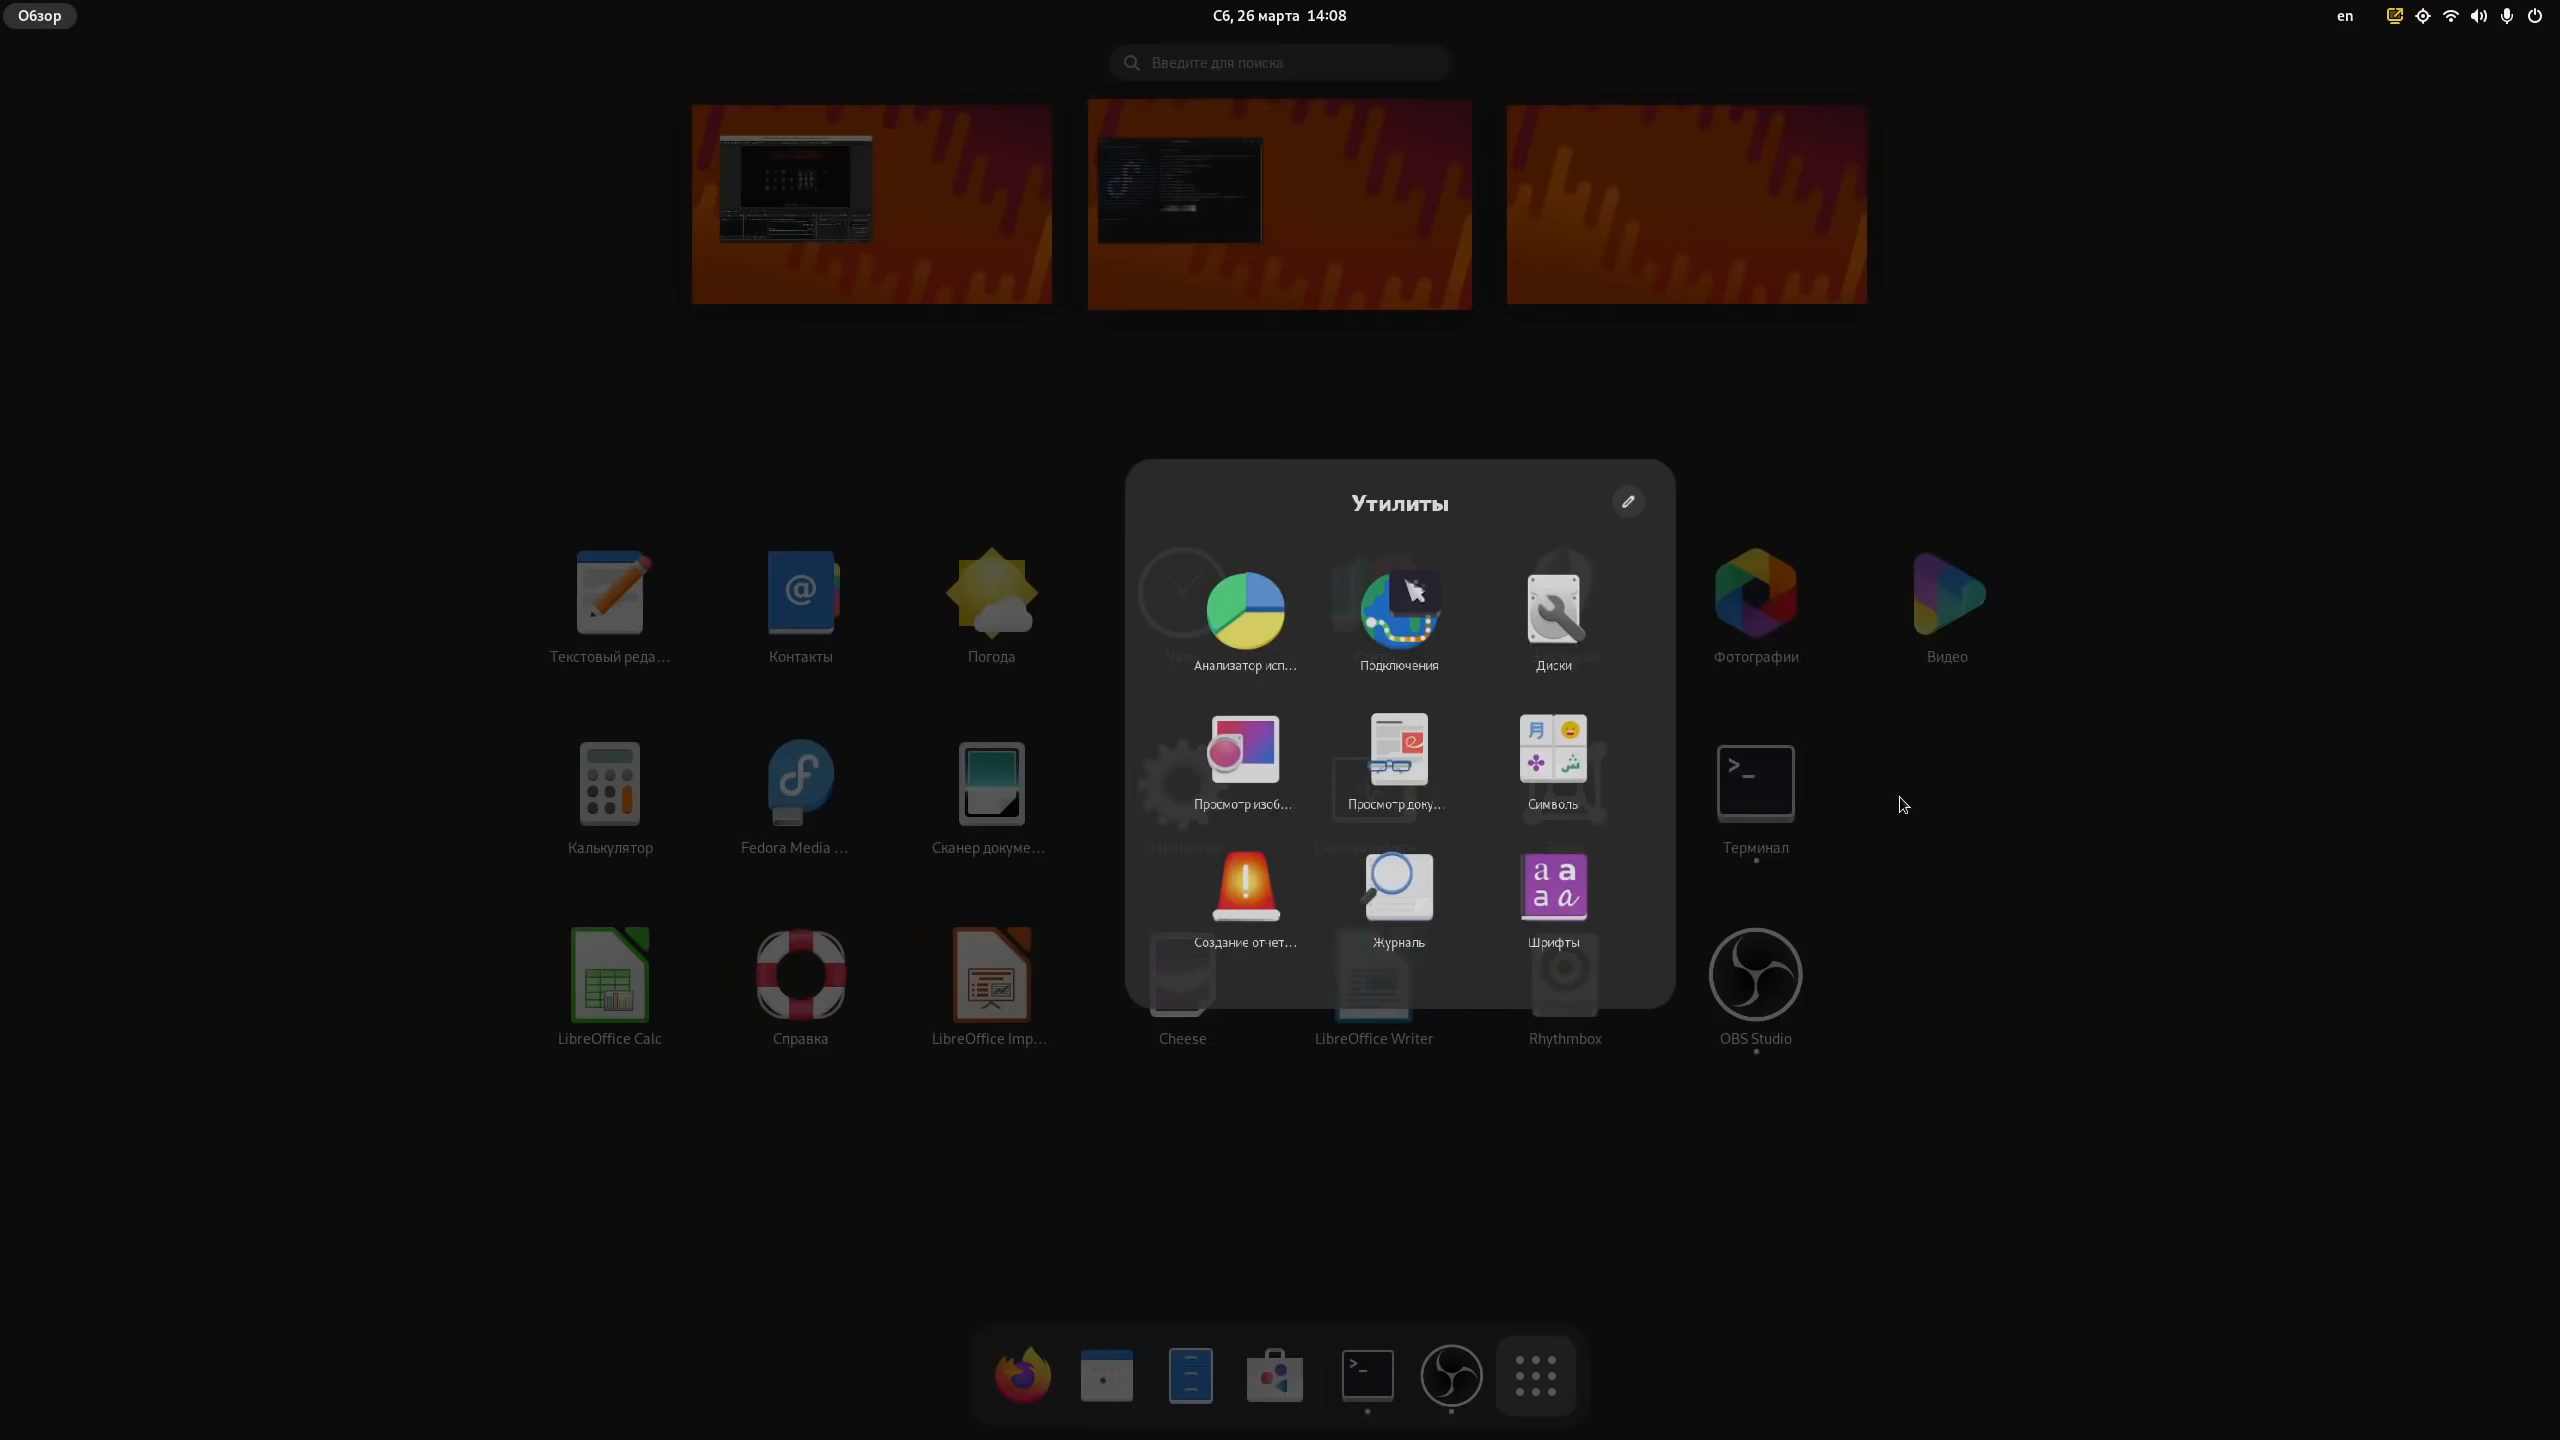 Обзор
Сб, 26 марта 14:08
en
Введите для поиска
Утилиты
Текстовый реда…
Контакты
Погода
Анализатор исп…
Подключения
Диски
Фотографии
Видео
Просмотр изоб…
Просмотр доку…
Символы
Калькулятор
Fedora Media …
Сканер докуме…
Терминал
Создание отчет…
Журналы
Шрифты
LibreOffice Calc
Справка
LibreOffice Imp…
Cheese
LibreOffice Writer
Rhythmbox
OBS Studio